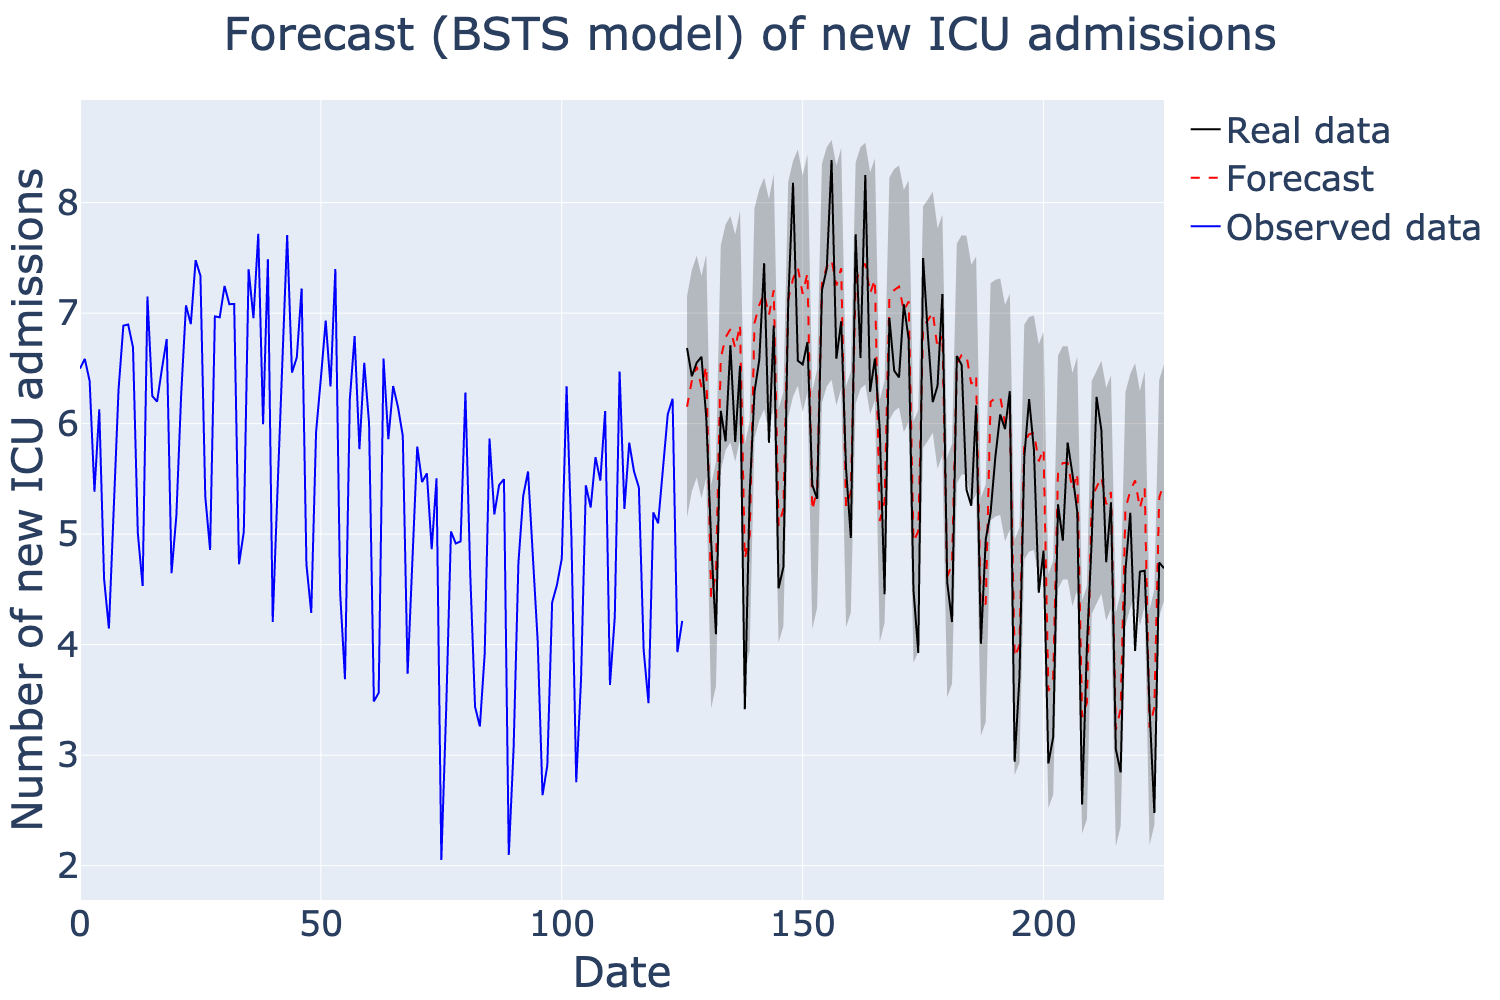 Forecast (BSTS model) of new ICU admissions
Real data
Forecast
Observed data
Number of new ICU admissions
8
7
6
5
4
3
2
0 50 100 150 200
Date